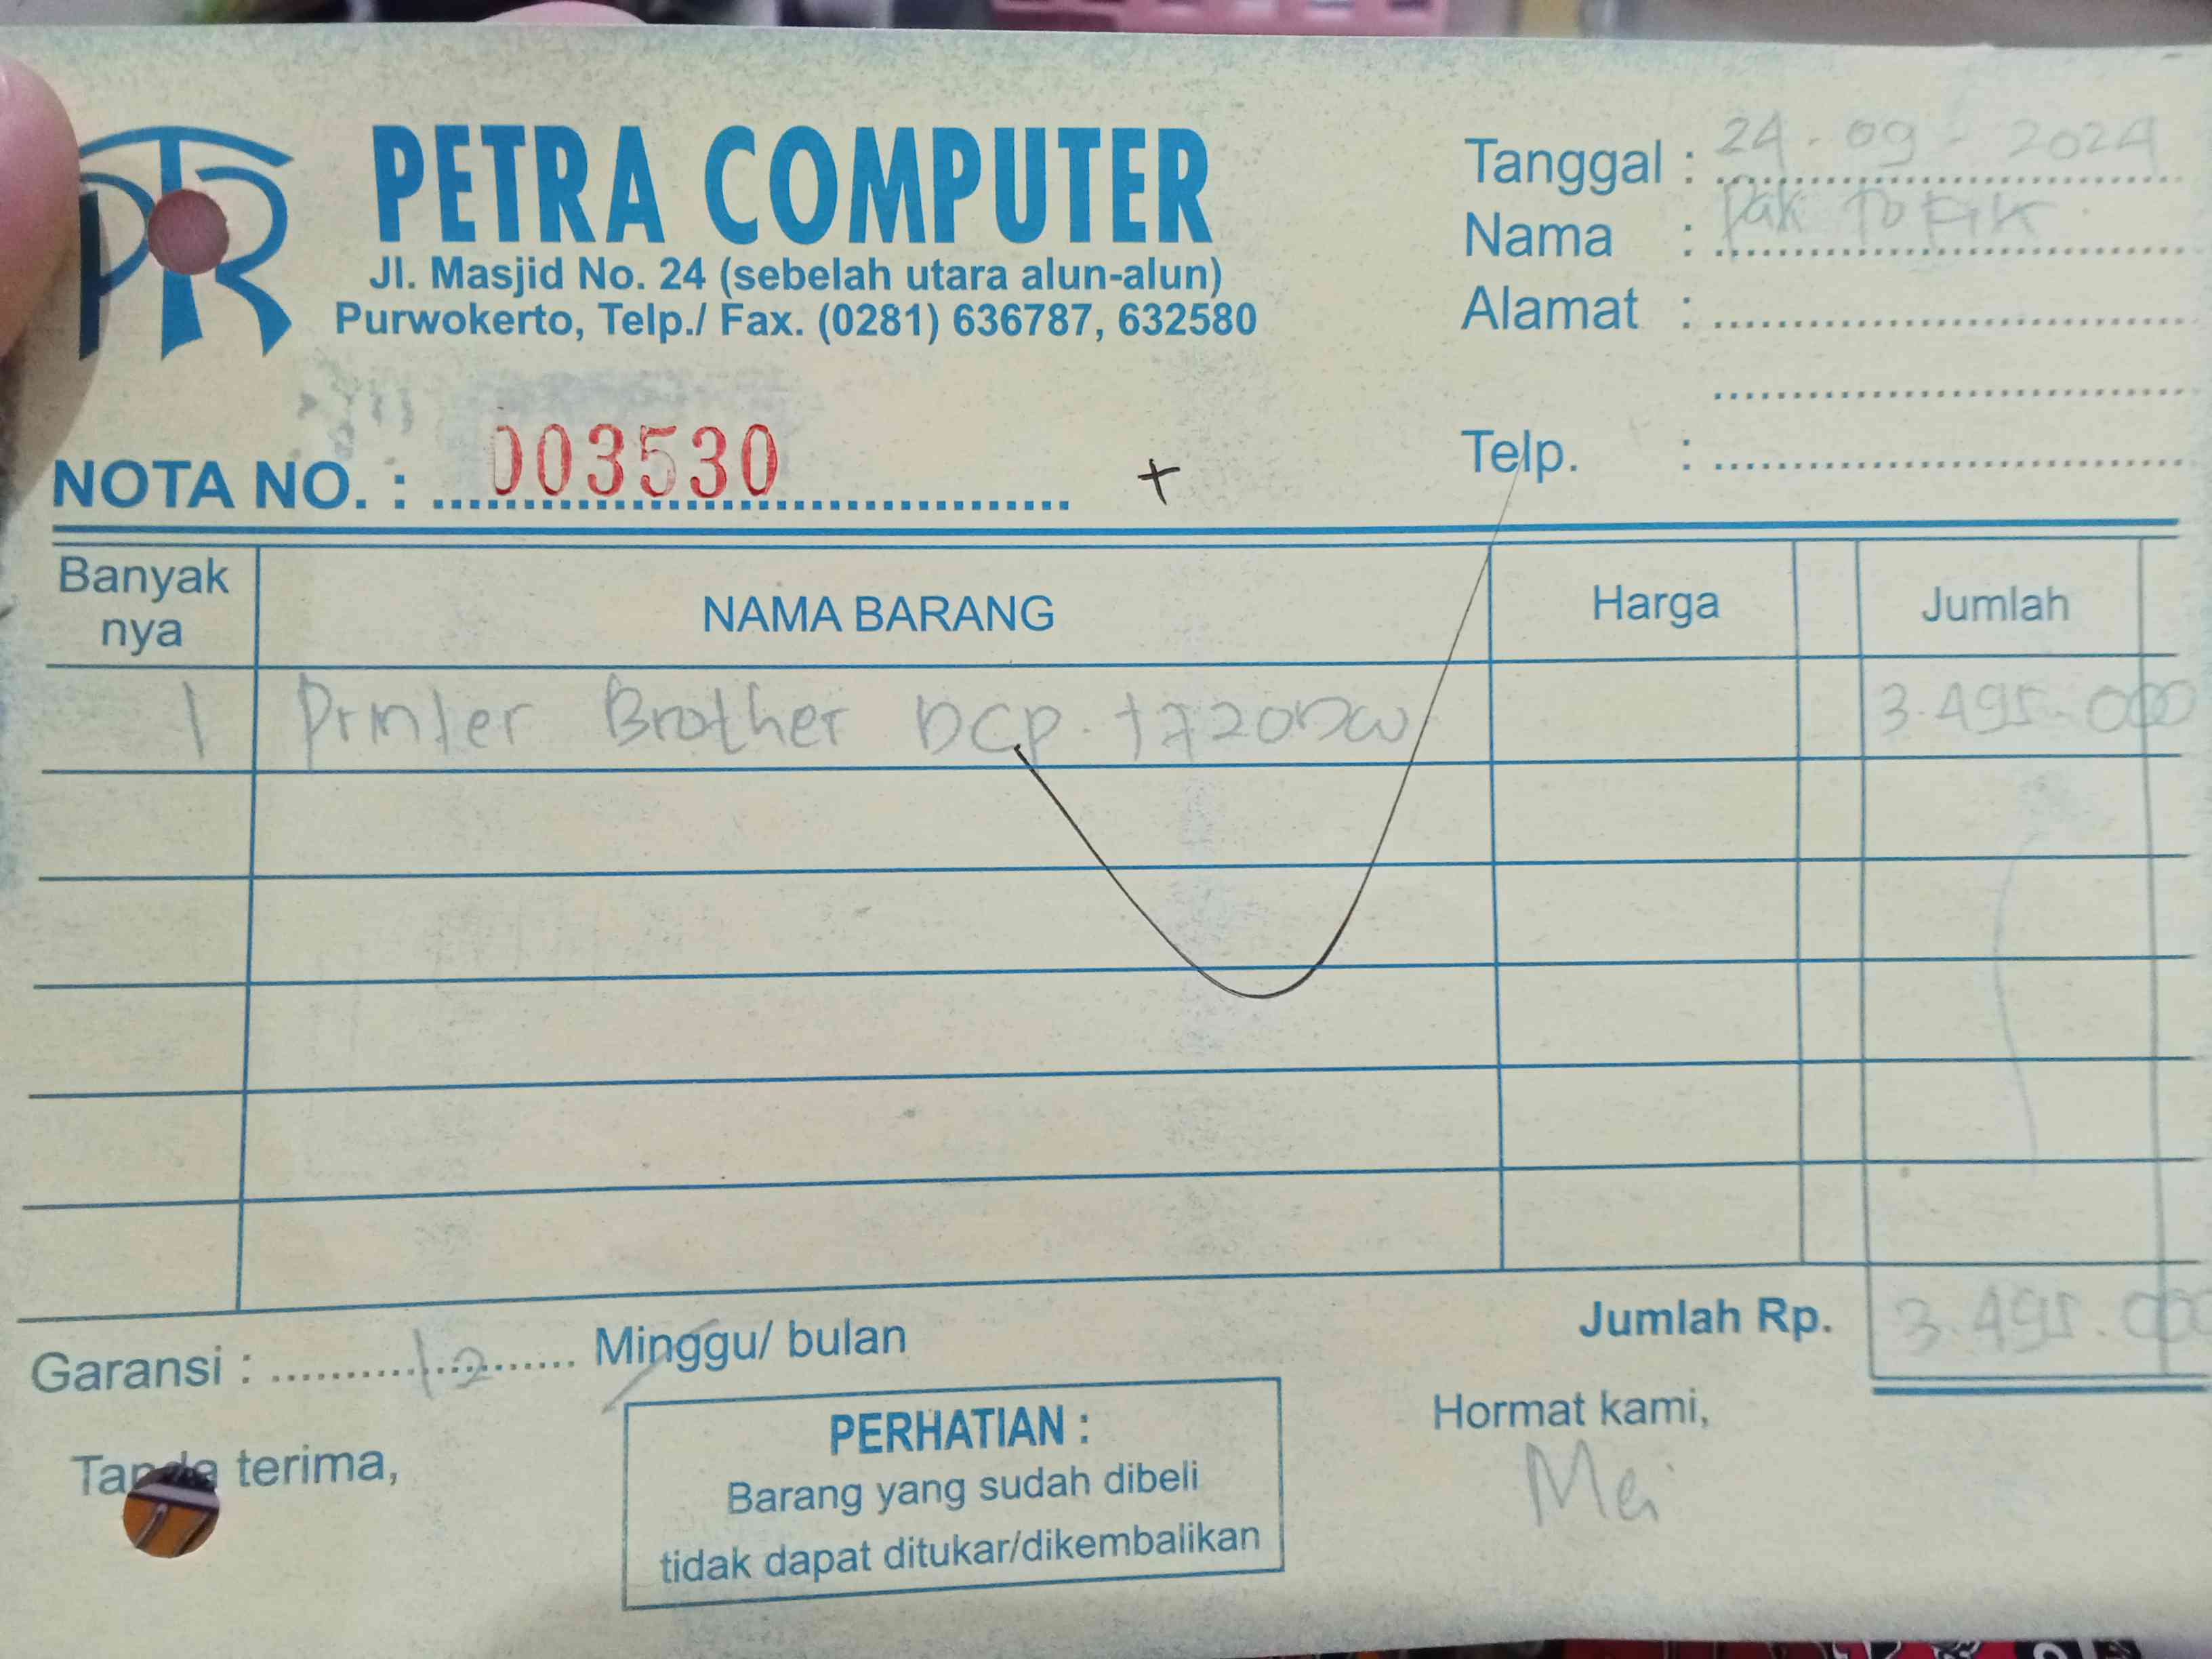 PTR
PETRA COMPUTER
Jl. Masjid No. 24 (sebelah utara alun-alun)
Purwokerto, Telp./ Fax. (0281) 636787, 632580
Tanggal : 24 - 09 - 2024
Nama : Pak Tofik
Alamat :
Telp. :
NOTA NO. : 003530
Banyak nya NAMA BARANG Harga Jumlah
1 Printer Brother DCP. T720DW 3.495.000
Jumlah Rp. 3.495.000
Garansi : 12 Minggu/ bulan
Tanda terima,
PERHATIAN :
Barang yang sudah dibeli
tidak dapat ditukar/dikembalikan
Hormat kami,
Mei